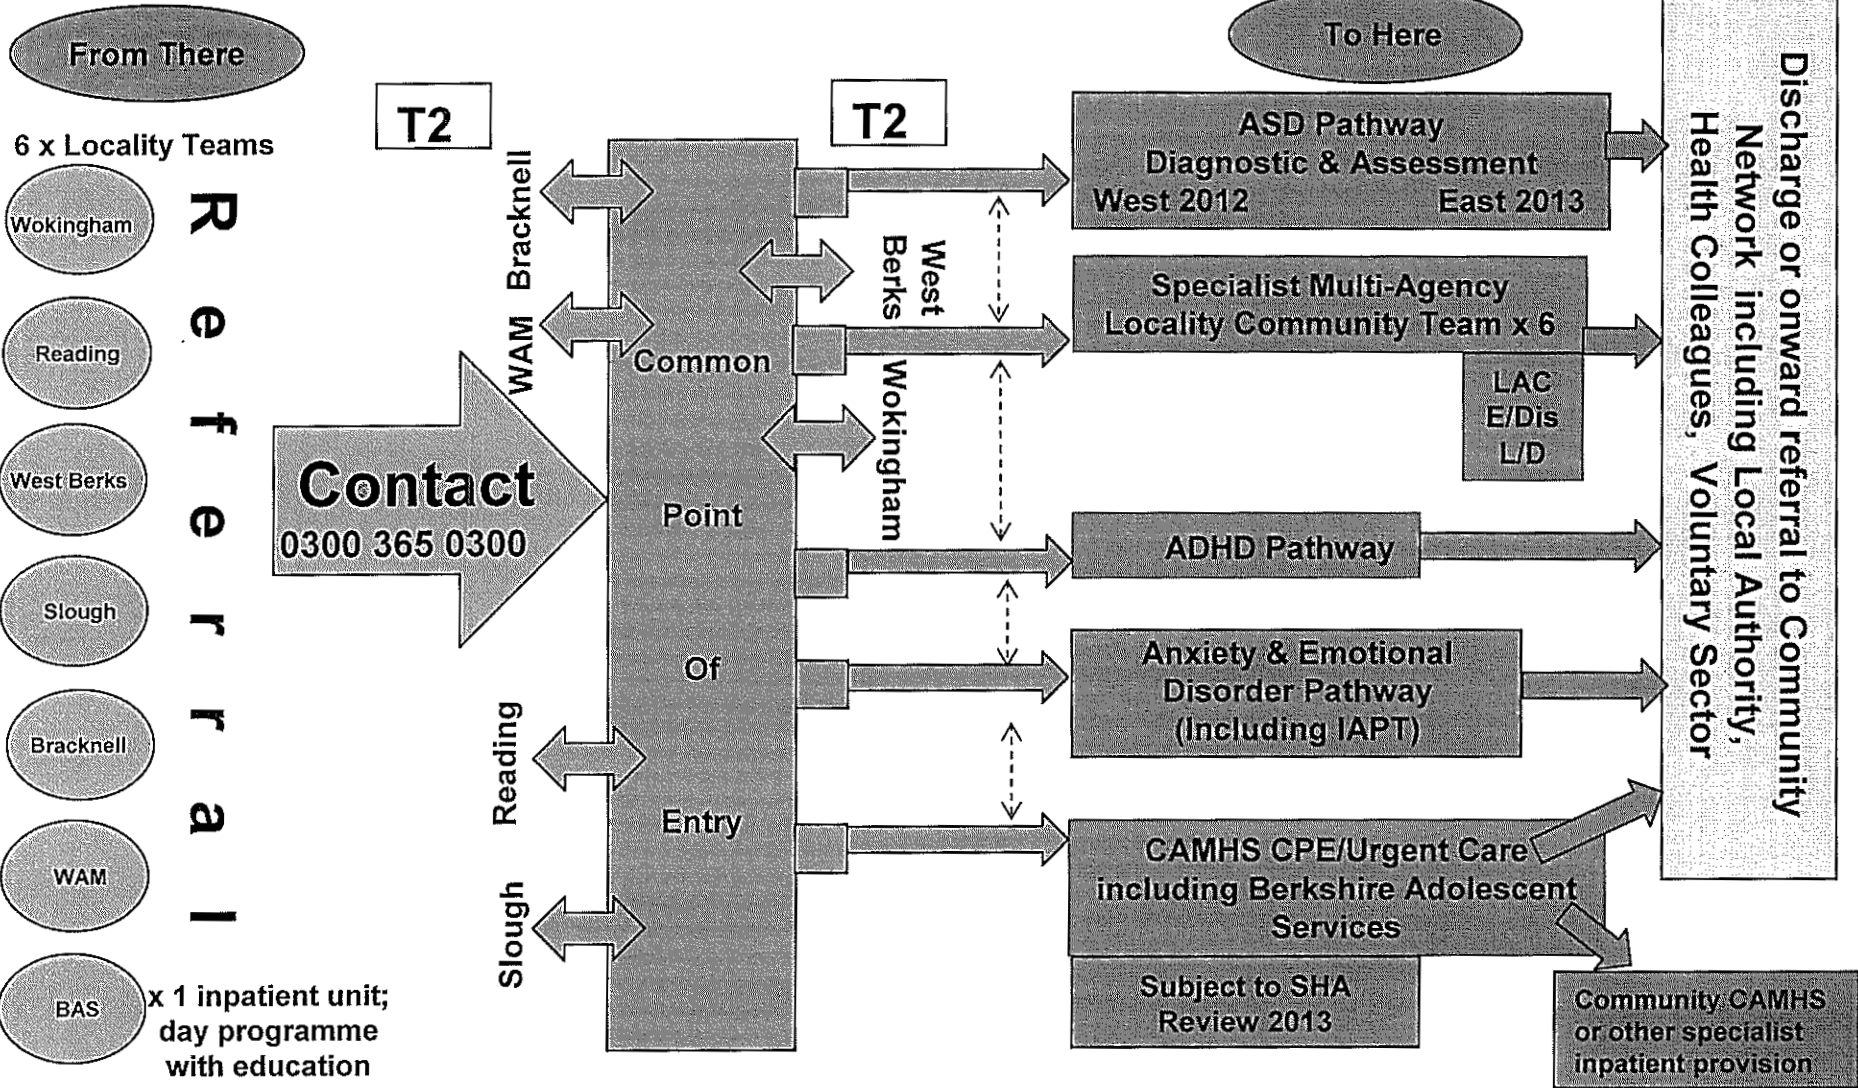 From There
6 x Locality Teams
Wokingham
Reading
West Berks
Slough
Bracknell
WAM
BAS
x 1 inpatient unit;
day programme
with education
Referral
Contact
0300 365 0300
T2
Bracknell
WAM
Reading
Slough
Common
Point
Of
Entry
T2
West
Berks
Wokingham
To Here
ASD Pathway
Diagnostic & Assessment
West 2012 East 2013
Specialist Multi-Agency
Locality Community Team x 6
LAC
E/Dis
L/D
ADHD Pathway
Anxiety & Emotional
Disorder Pathway
(Including IAPT)
CAMHS CPE/Urgent Care
including Berkshire Adolescent
Services
Subject to SHA
Review 2013
Discharge or onward referral to Community
Network including Local Authority,
Health Colleagues, Voluntary Sector
Community CAMHS
or other specialist
inpatient provision